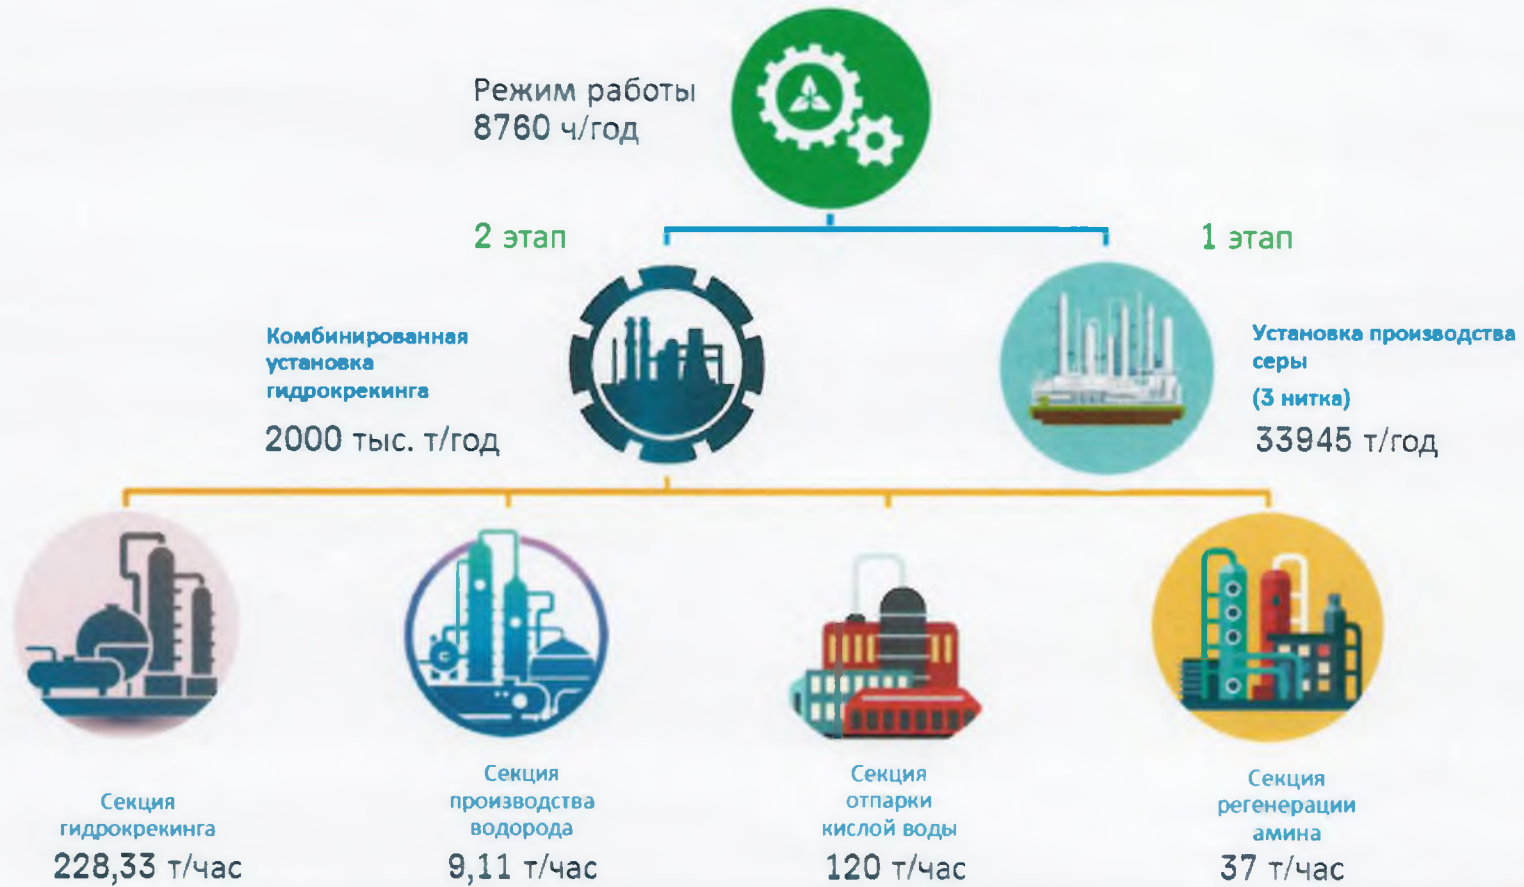 Режим работы
8760 ч/год
2 этап
1 этап
Комбинированная
установка
гидрокрекинга
2000 тыс. т/год
Установка производства
серы
(3 нитка)
33945 т/год
Секция
гидрокрекинга
228,33 т/час
Секция
производства
водорода
9,11 т/час
Секция
отпарки
кислой воды
120 т/час
Секция
регенерации
амина
37 т/час